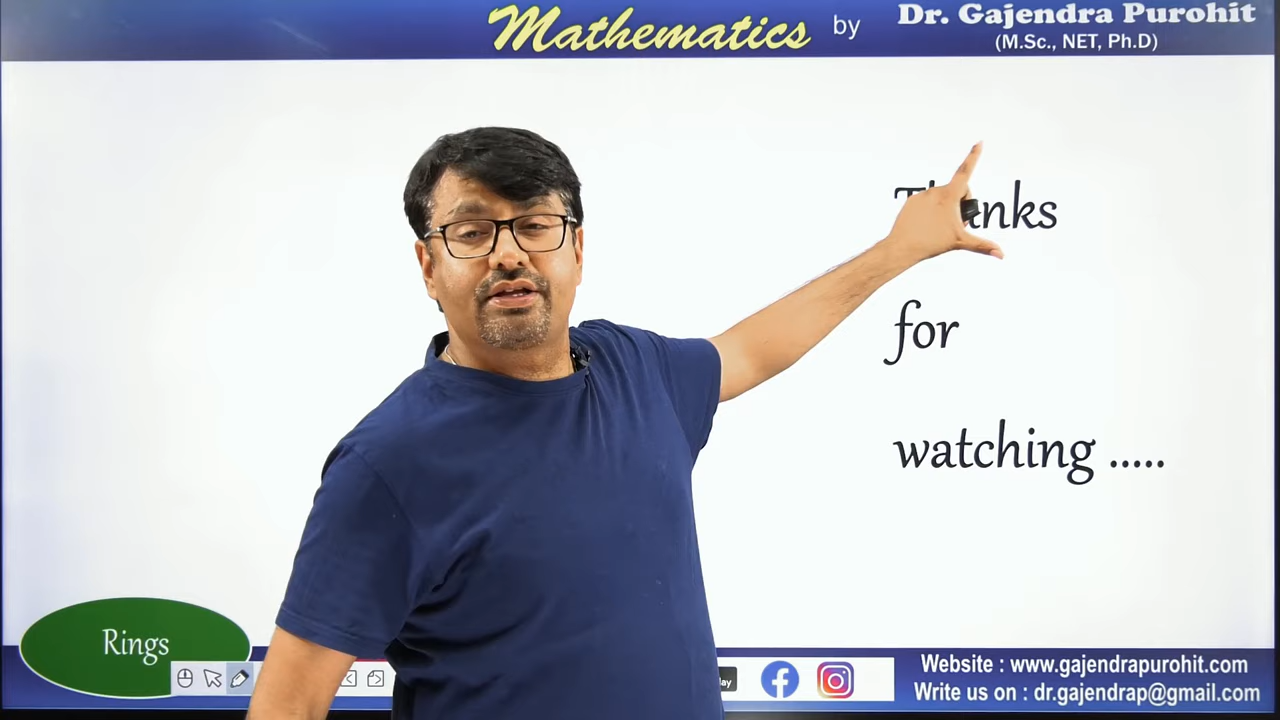 Mathematics by Dr. Gajendra Purohit
(M.Sc., NET, Ph.D)
for
watching .....
Rings
Website : www.gajendrapurohit.com
Write us on : dr.gajendrap@gmail.com